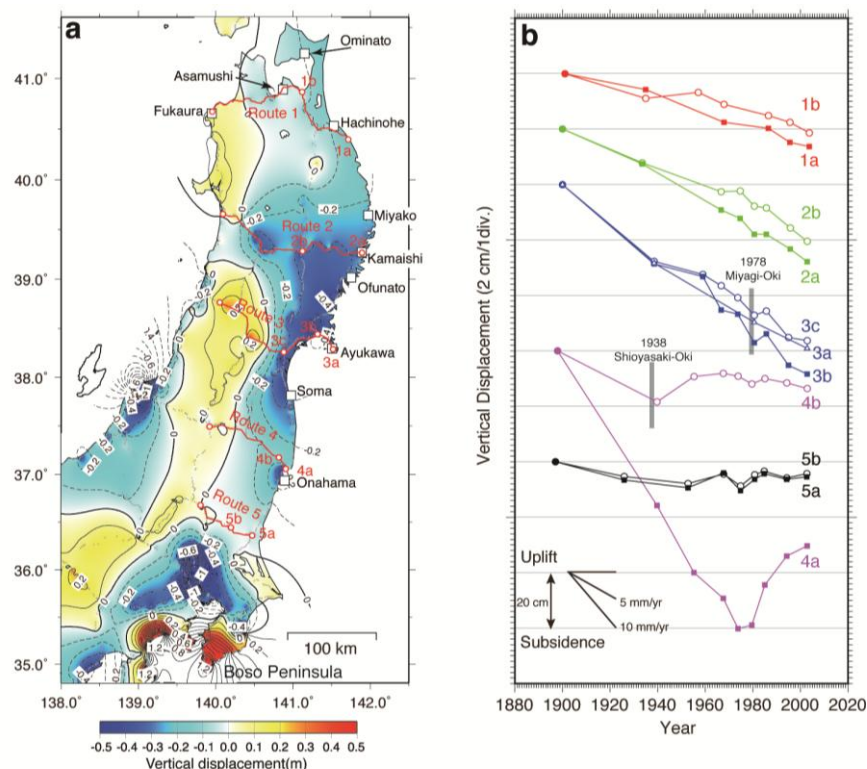 a
Ominato
Asamushi
1b
Fukaura
Route 1
Hachinohe
1a
Miyako
Route 2
2b
2a
Kamaishi
Ofunato
Route 3
3b
3c
Ayukawa
3a
Soma
Route 4
4b
4a
Onahama
Route 5
5b
5a
100 km
Boso Peninsula
41.0°
40.0°
39.0°
38.0°
37.0°
36.0°
35.0°
138.0°
139.0°
140.0°
141.0°
142.0°
-0.5 -0.4 -0.3 -0.2 -0.1 0.0 0.1 0.2 0.3 0.4 0.5
Vertical displacement(m)
b
Vertical Displacement (2 cm/1div.)
1b
1a
2b
2a
1978
Miyagi-Oki
3c
3a
3b
1938
Shioyasaki-Oki
4b
5b
5a
4a
Uplift
20 cm
5 mm/yr
10 mm/yr
Subsidence
1880 1900 1920 1940 1960 1980 2000 2020
Year